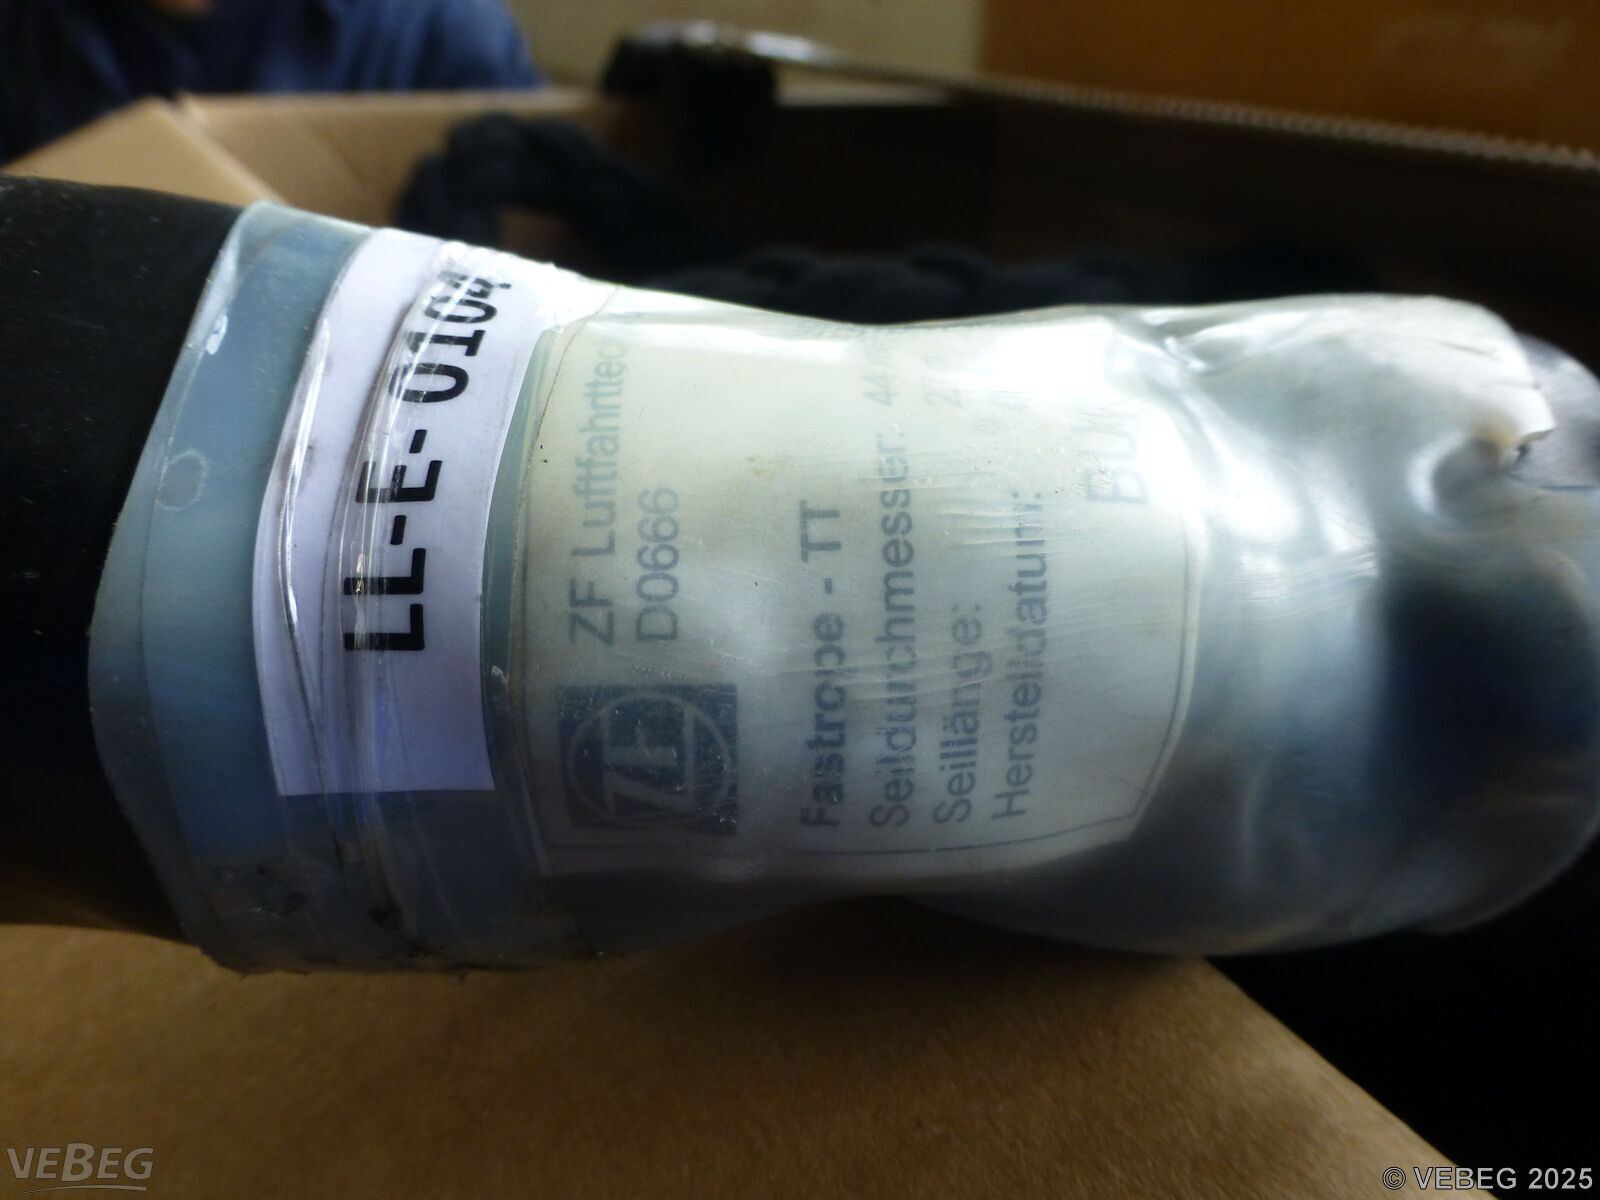 LL-E-0104
ZF Luftfahrttec
D0666
ZF
Fastrope - TT
Seildurchmesser: 44
Seillänge:
Herstelldatum:
VEBEG
© VEBEG 2025